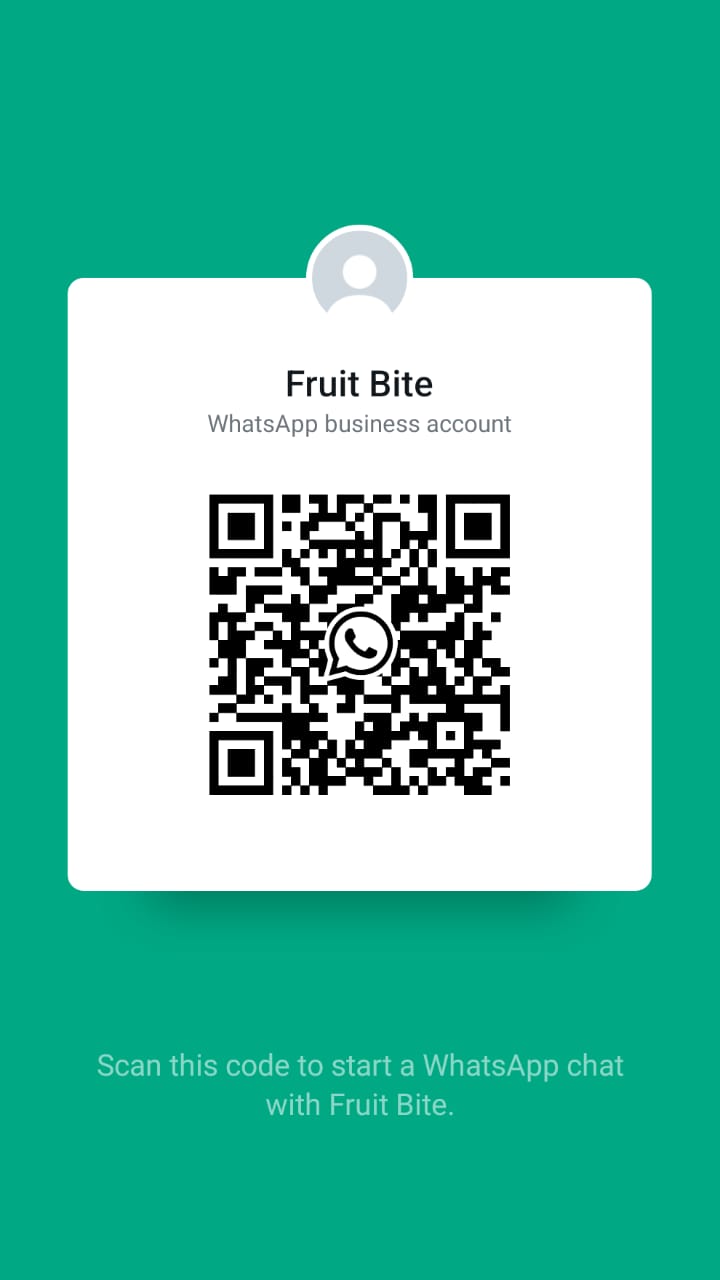 Fruit Bite
WhatsApp business account
Scan this code to start a WhatsApp chat
with Fruit Bite.